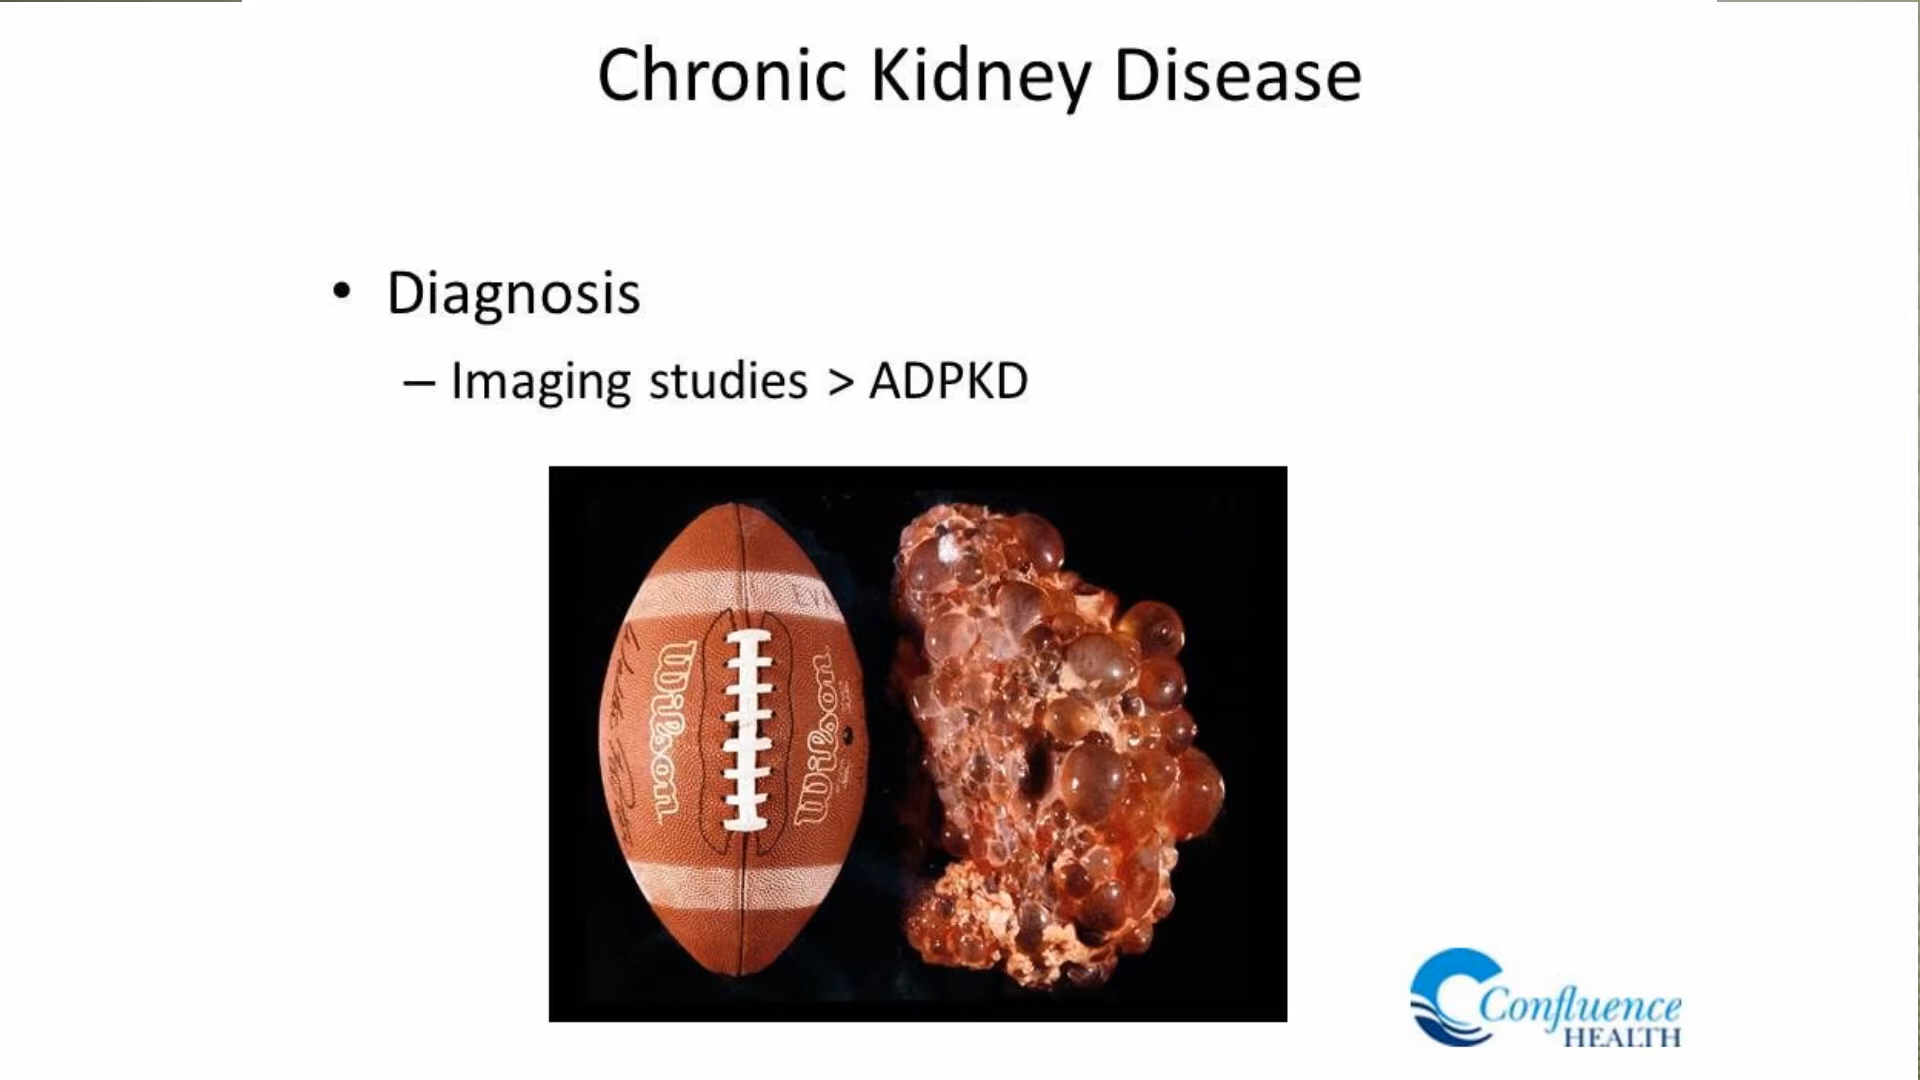 Chronic Kidney Disease
• Diagnosis
– Imaging studies > ADPKD
Wilson
Wilson
Confluence
HEALTH